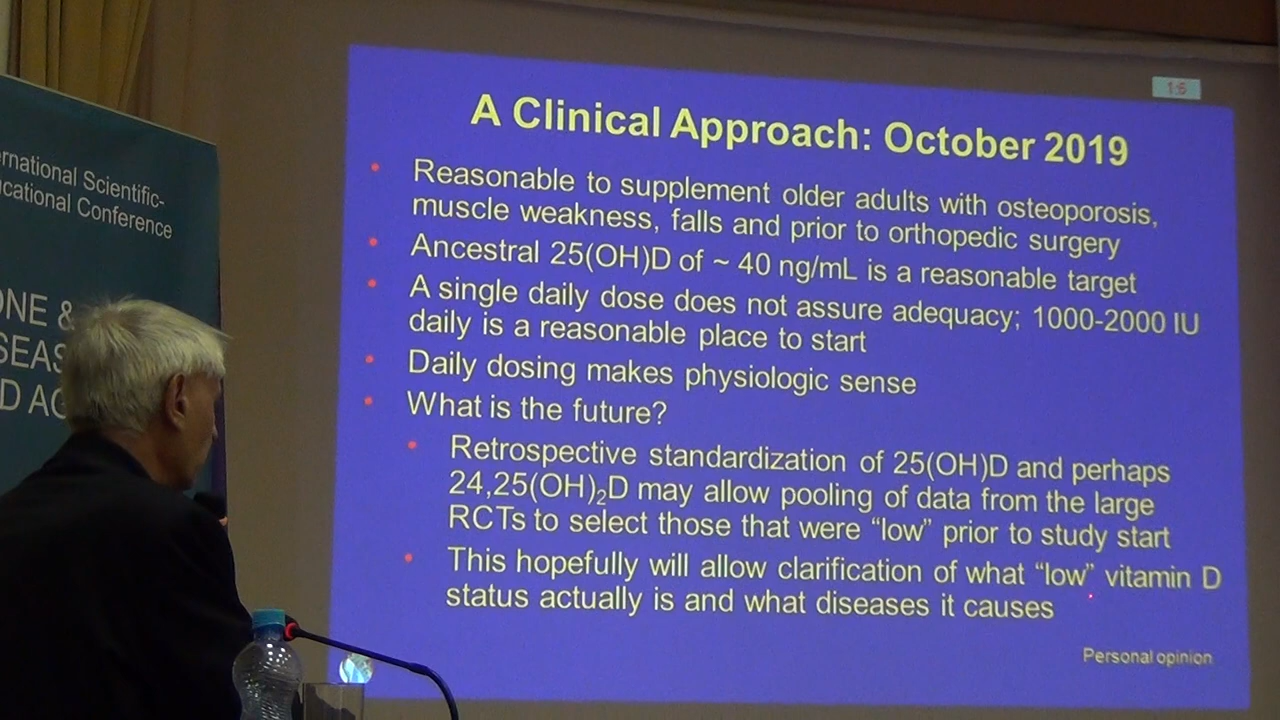 A Clinical Approach: October 2019
Reasonable to supplement older adults with osteoporosis,
muscle weakness, falls and prior to orthopedic surgery
Ancestral 25(OH)D of ~ 40 ng/mL is a reasonable target
A single daily dose does not assure adequacy; 1000-2000 IU
daily is a reasonable place to start
Daily dosing makes physiologic sense
What is the future?
Retrospective standardization of 25(OH)D and perhaps
24,25(OH)₂D may allow pooling of data from the large
RCTs to select those that were “low” prior to study start
This hopefully will allow clarification of what “low” vitamin D
status actually is and what diseases it causes
Personal opinion
rnational Scientific-
cational Conference
ONE &
SEAS
D AG